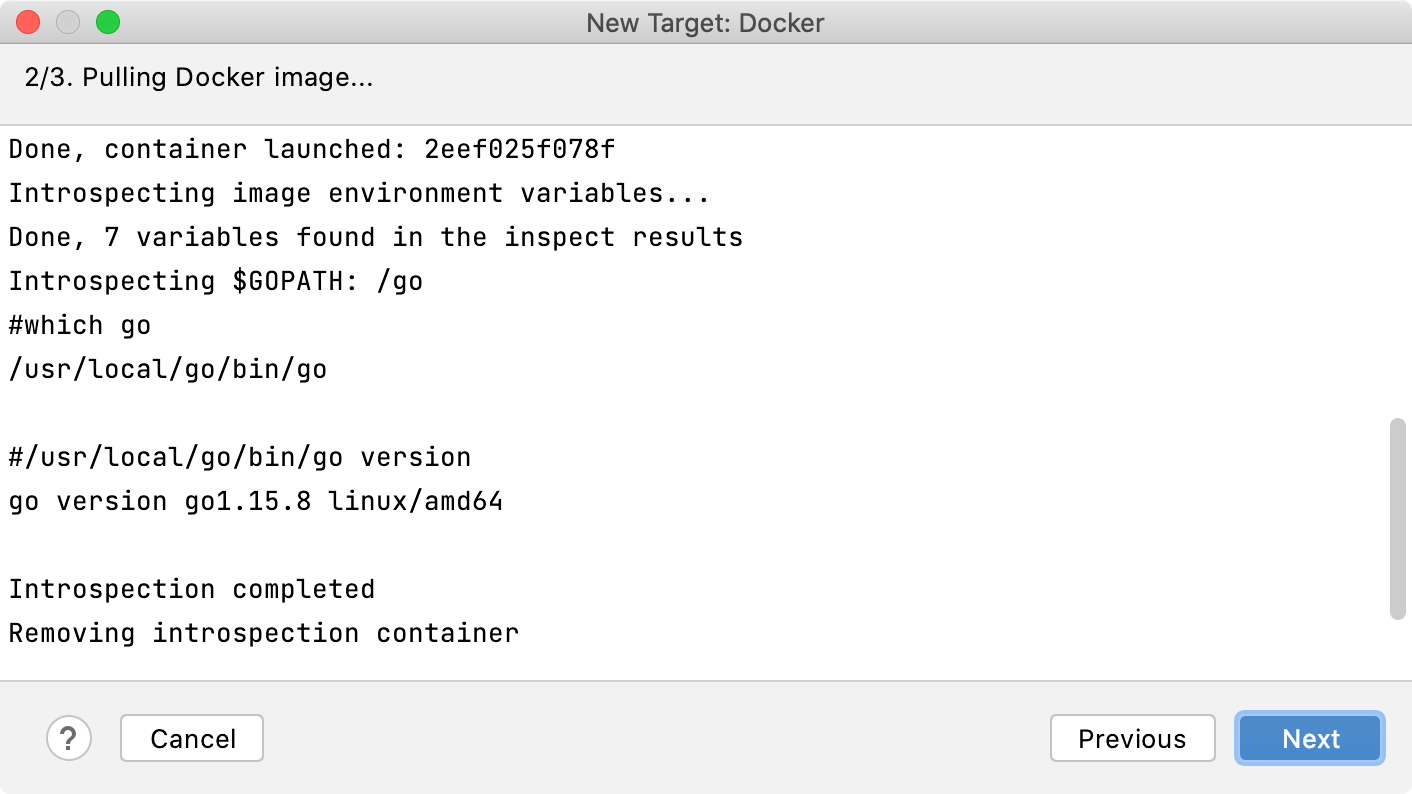 New Target: Docker
2/3. Pulling Docker image...
Done, container launched: 2eef025f078f
Introspecting image environment variables...
Done, 7 variables found in the inspect results
Introspecting $GOPATH: /go
#which go
/usr/local/go/bin/go
#/usr/local/go/bin/go version
go version go1.15.8 linux/amd64
Introspection completed
Removing introspection container
? Cancel Previous Next